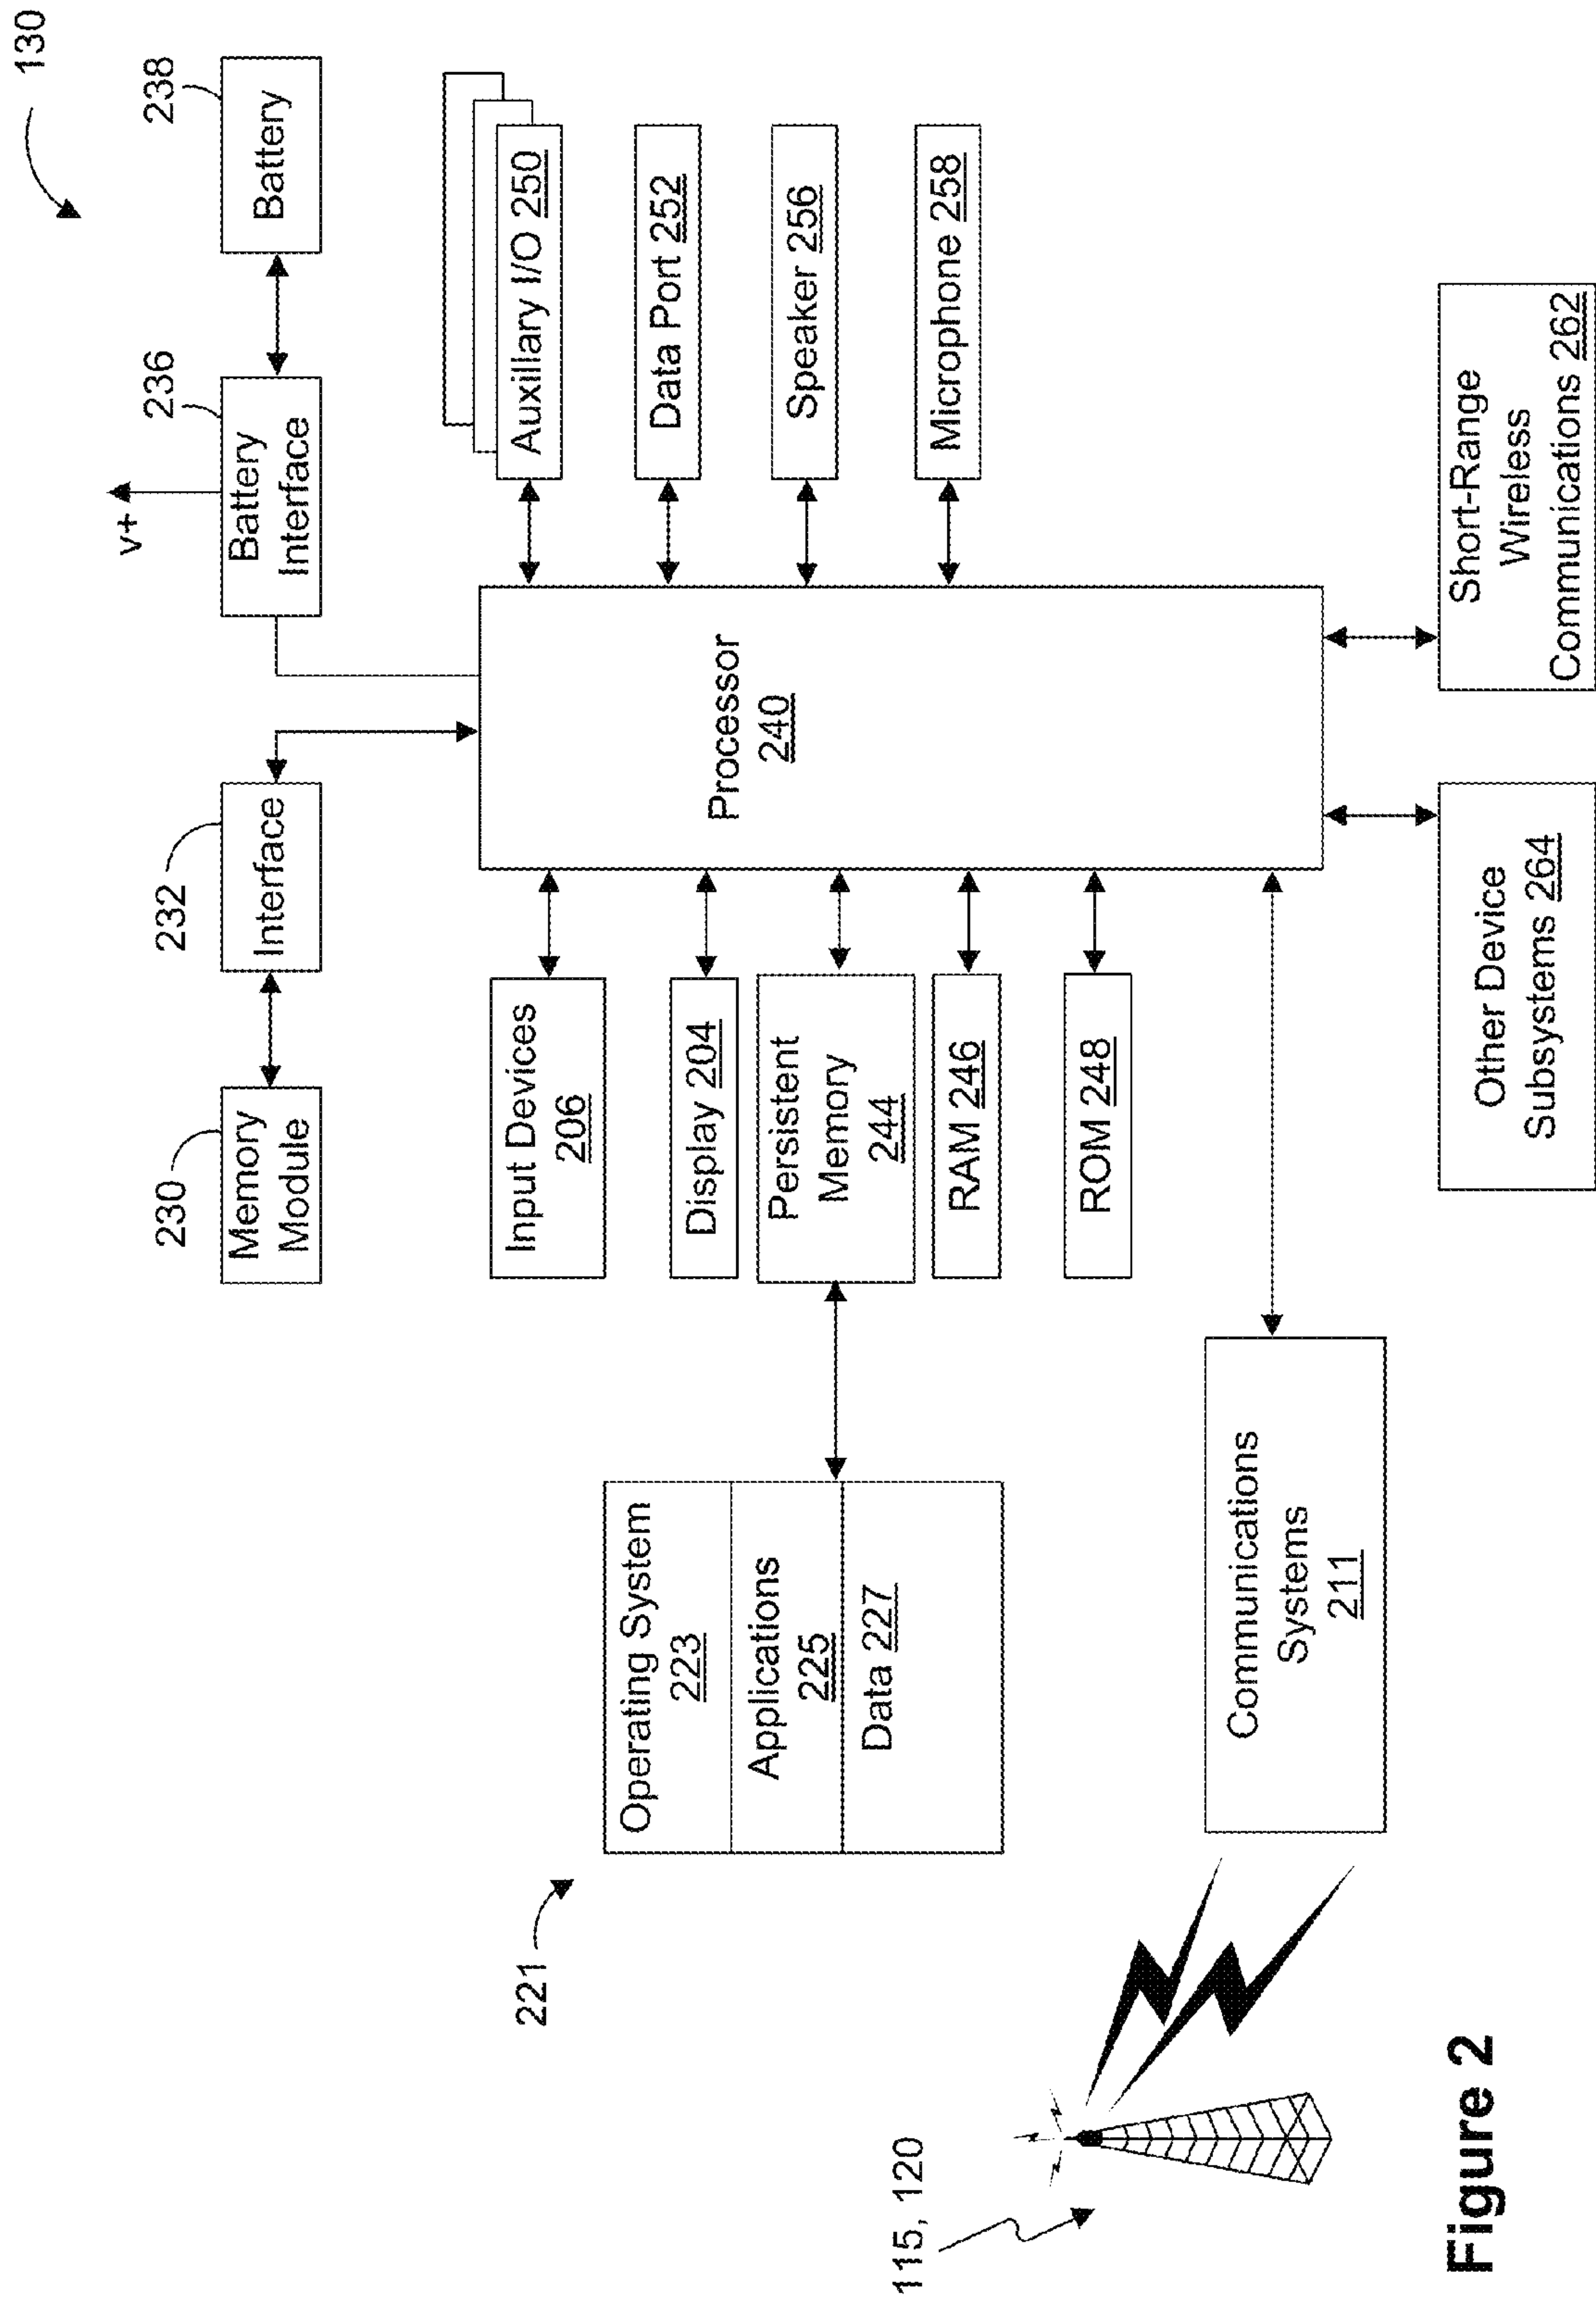 130
230
232
236
238
v+
Memory
Module
Interface
Battery
Interface
Battery
Input Devices
206
Auxillary I/O 250
221
Operating System
223
Display 204
Data Port 252
Applications
225
Persistent
Memory
244
Processor
240
Speaker 256
Data 227
RAM 246
Microphone 258
ROM 248
115, 120
Communications
Systems
211
Other Device
Subsystems 264
Short-Range
Wireless
Communications 262
Figure 2